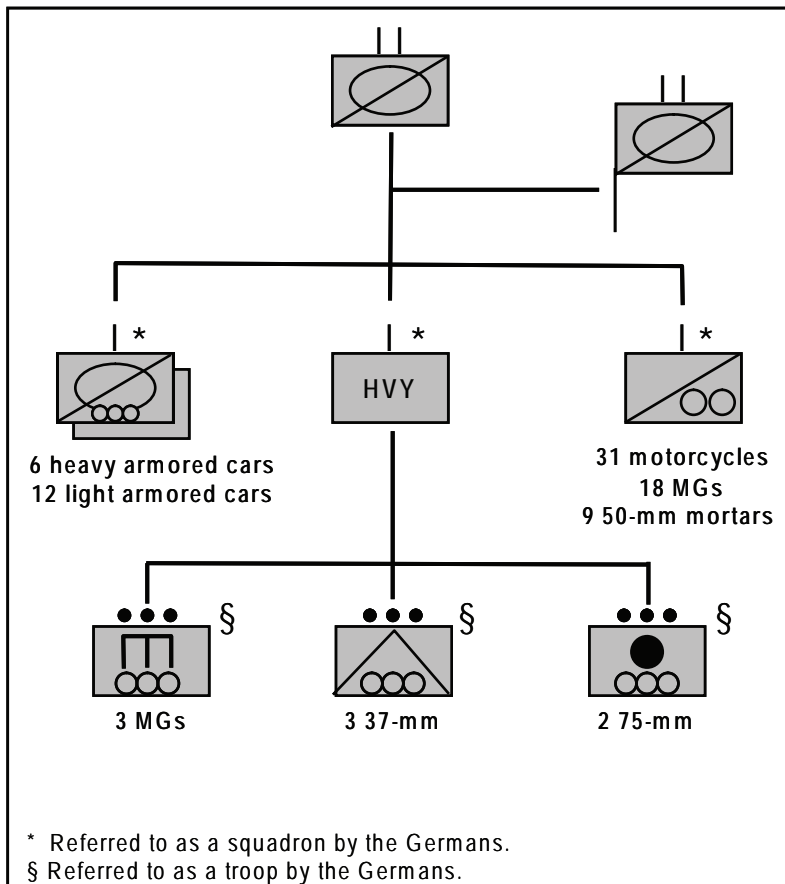 *
*
*
HVY
6 heavy armored cars
12 light armored cars
31 motorcycles
18 MGs
9 50-mm mortars
§
§
§
3 MGs
3 37-mm
2 75-mm
* Referred to as a squadron by the Germans.
§ Referred to as a troop by the Germans.